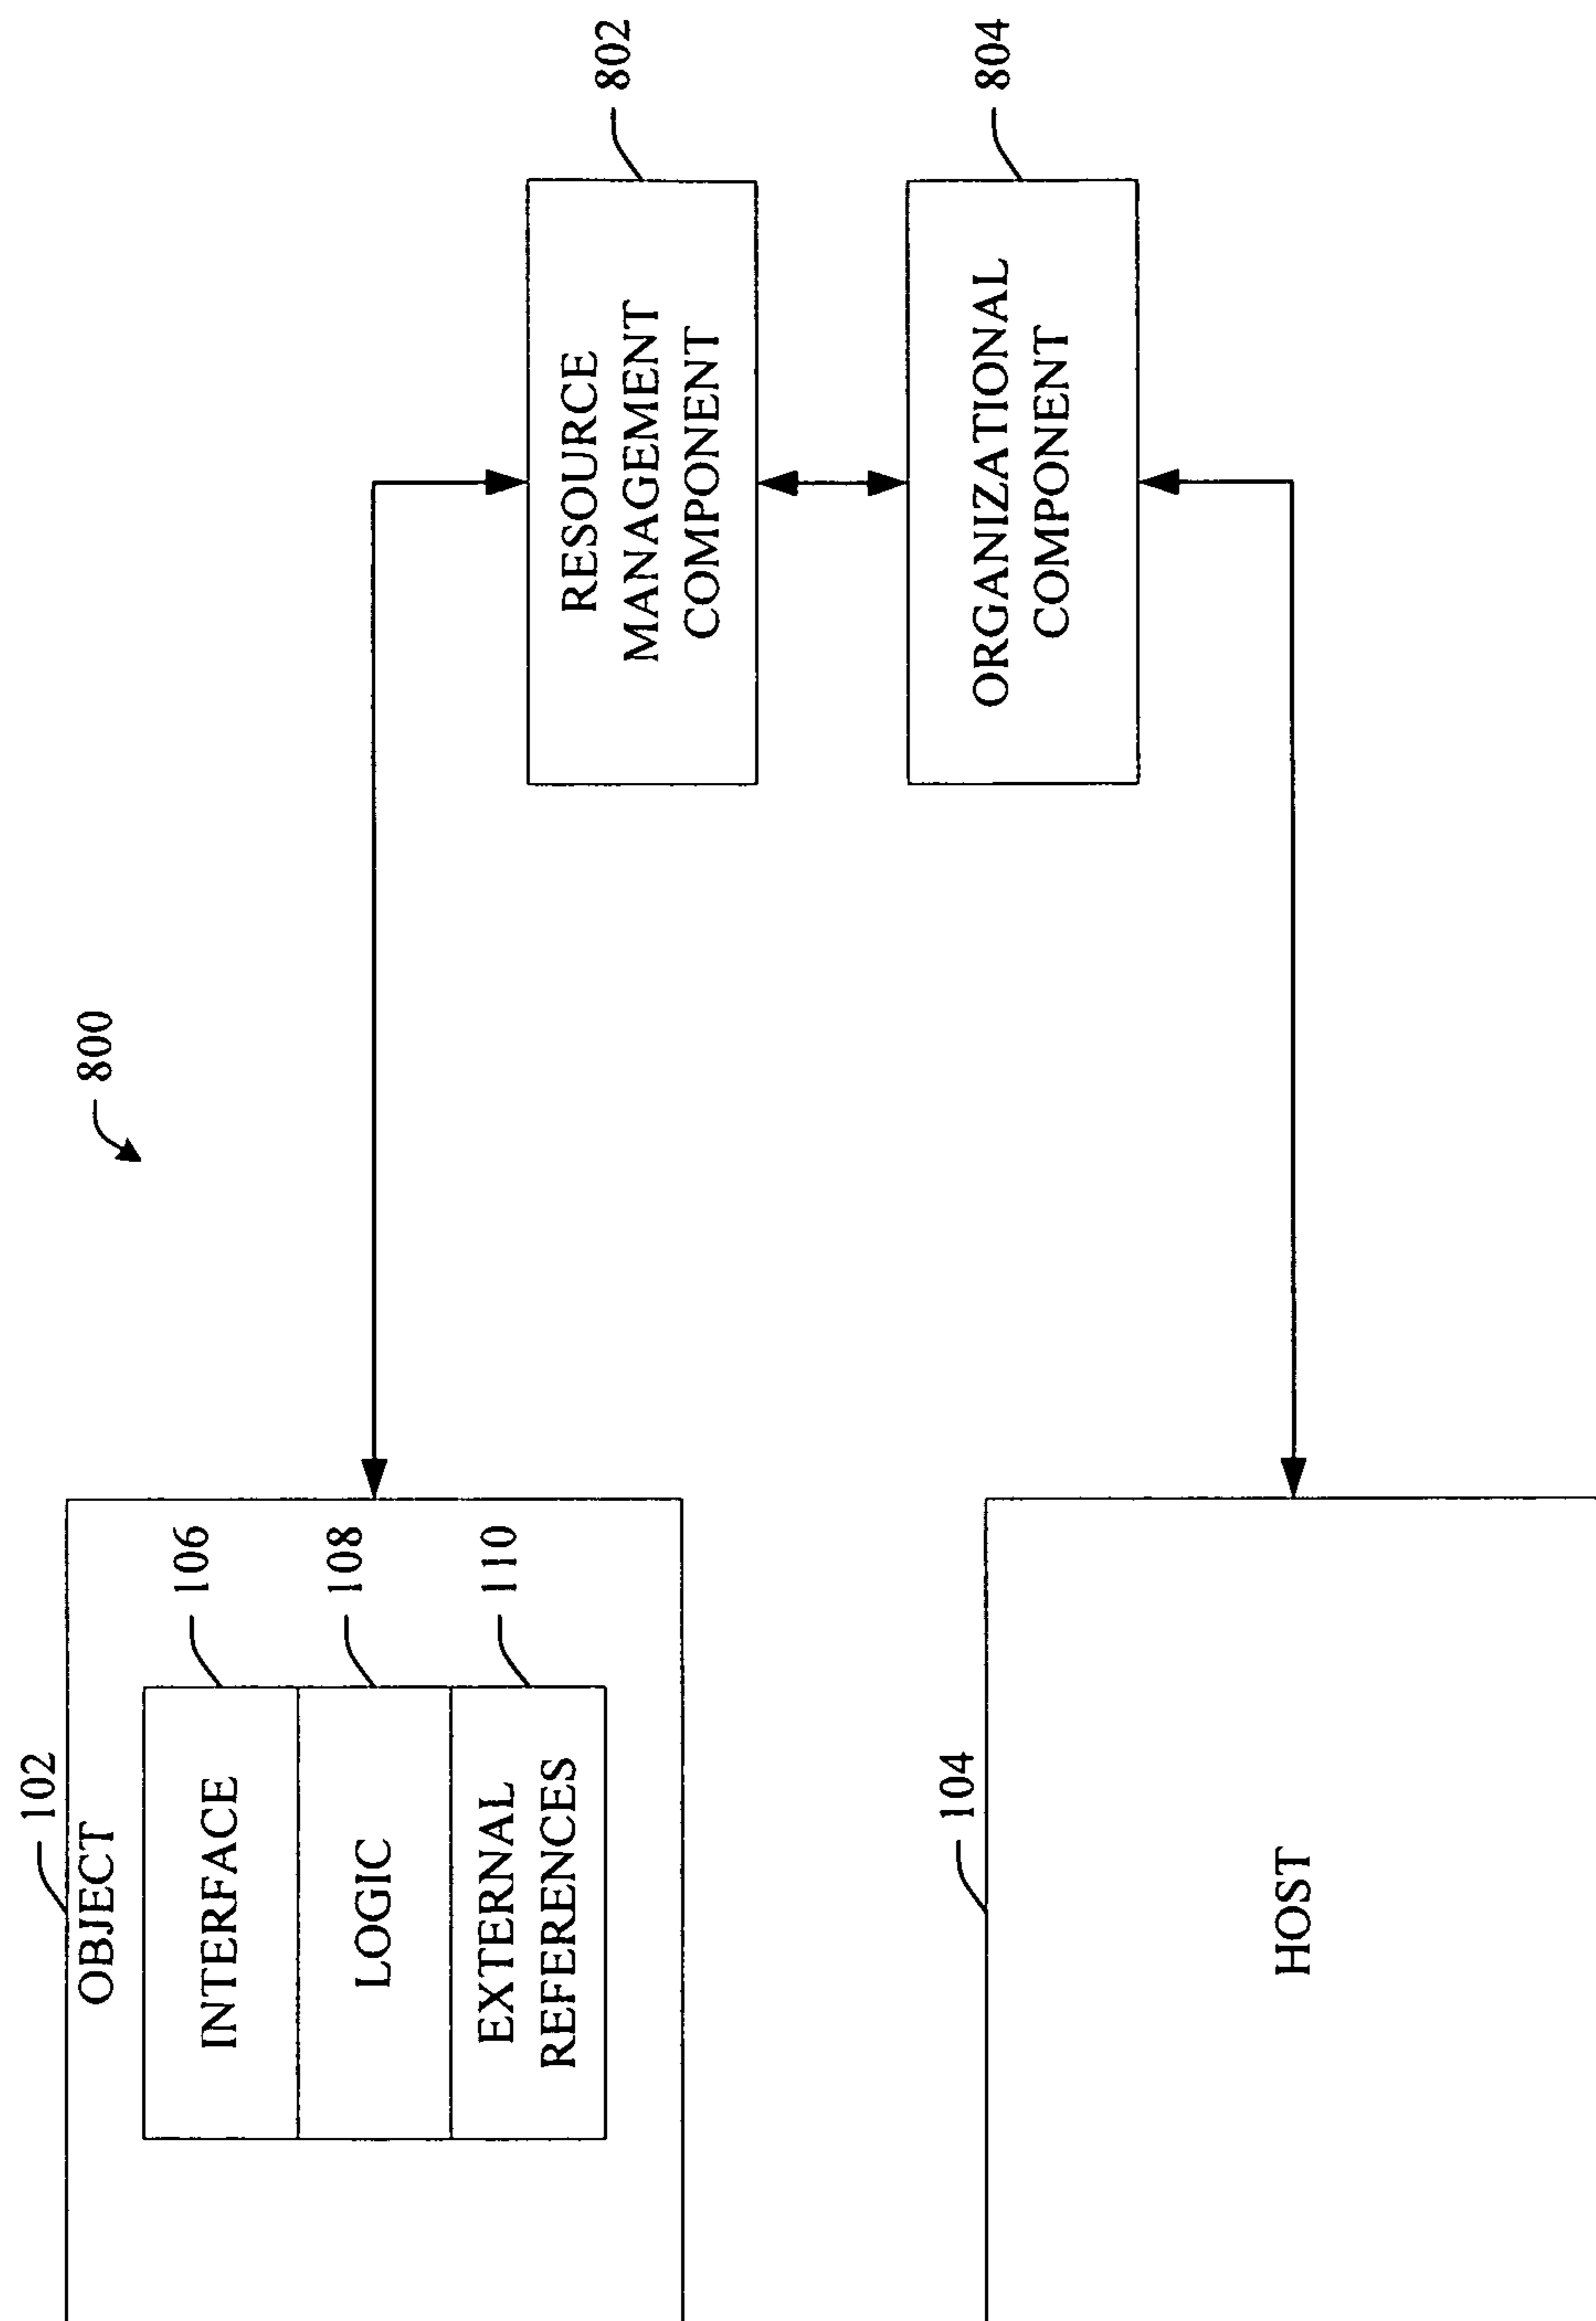 800
102
OBJECT
INTERFACE
106
LOGIC
108
EXTERNAL
REFERENCES
110
RESOURCE
MANAGEMENT
COMPONENT
802
ORGANIZATIONAL
COMPONENT
804
104
HOST